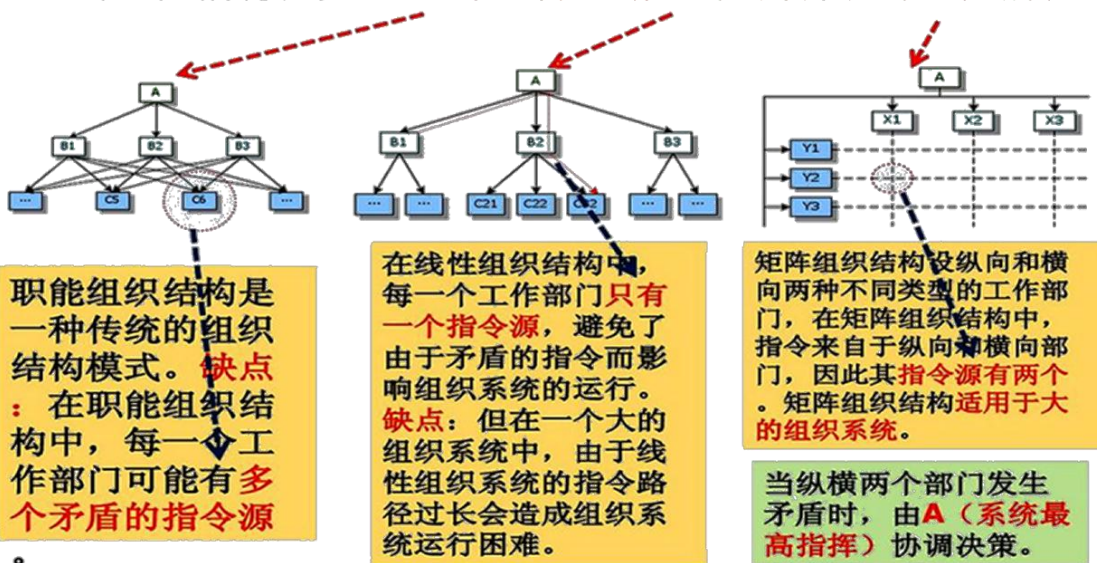 A
B1 B2 B3
... C5 C6 ...
A
B1 B2 B3
... ... C21 C22 ... ...
A
X1 X2 X3
Y1
Y2
Y3
职能组织结构是
一种传统的组织
结构模式。缺点
：在职能组织结
构中，每一个工
作部门可能有多
个矛盾的指令源
。
在线性组织结构中，
每一个工作部门只有
一个指令源，避免了
由于矛盾的指令而影
响组织系统的运行。
缺点：但在一个大的
组织系统中，由于线
性组织系统的指令路
径过长会造成组织系
统运行困难。
矩阵组织结构设纵向和横
向两种不同类型的工作部
门，在矩阵组织结构中，
指令来自于纵向和横向部
门，因此其指令源有两个
。矩阵组织结构适用于大
的组织系统。
当纵横两个部门发生
矛盾时，由A（系统最
高指挥）协调决策。